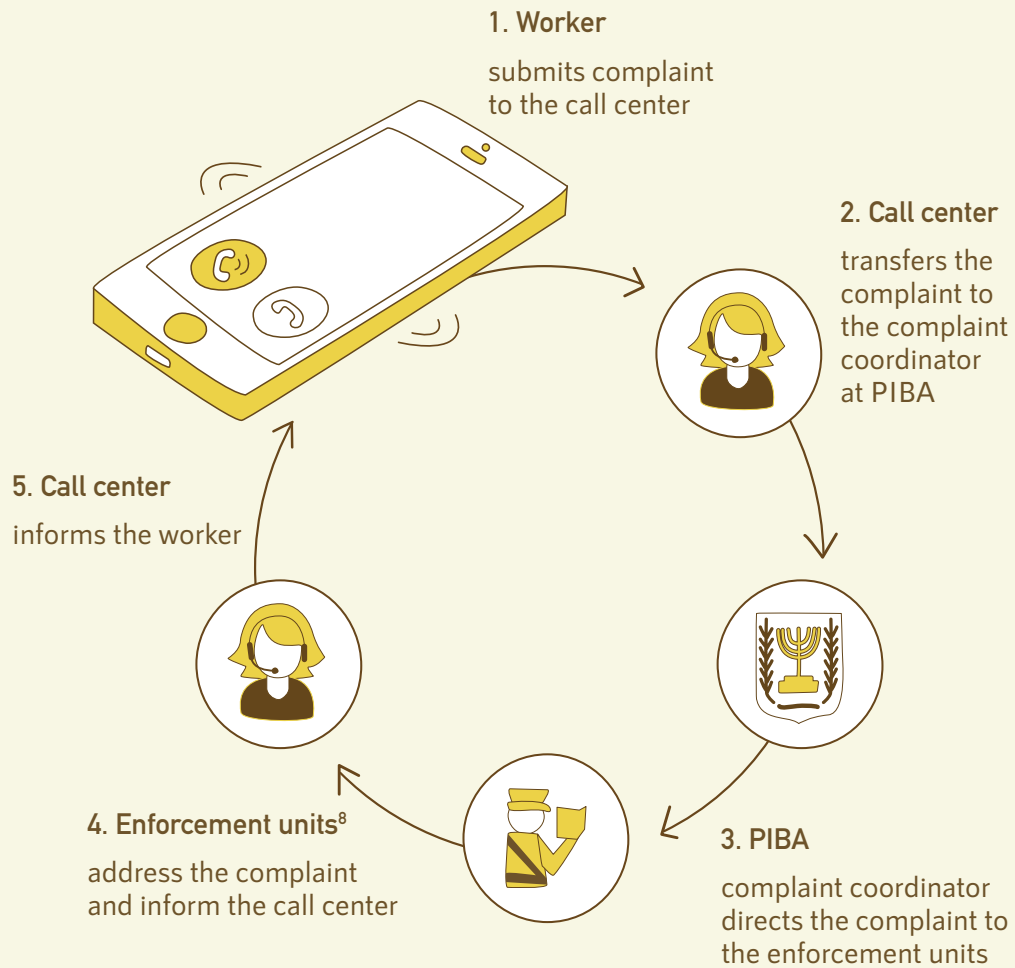 1. Worker
submits complaint
to the call center
2. Call center
transfers the
complaint to
the complaint
coordinator
at PIBA
3. PIBA
complaint coordinator
directs the complaint to
the enforcement units
4. Enforcement units⁸
address the complaint
and inform the call center
5. Call center
informs the worker